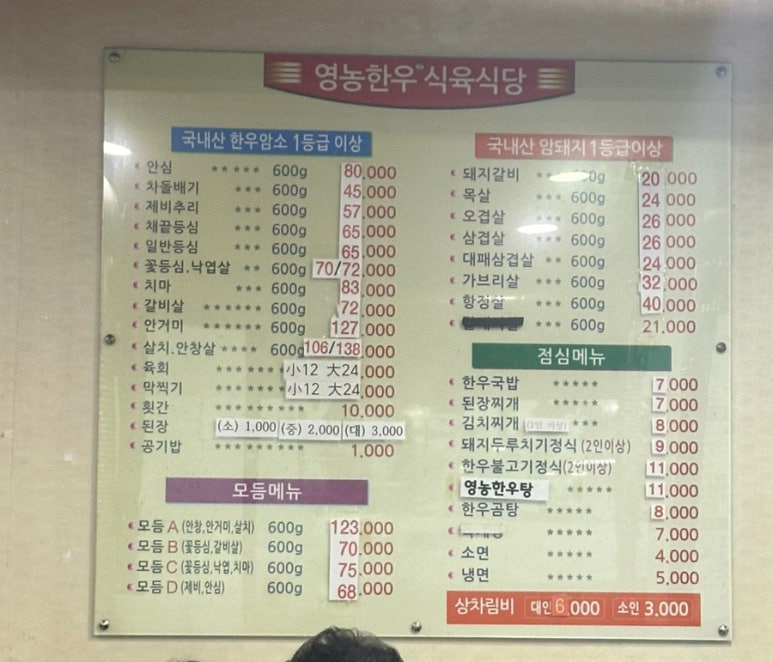 영농한우 식육식당
국내산 한우암소 1등급 이상
안심 ***** 600g 80.000
차돌배기 *** 600g 45.000
제비추리 *** 600g 57.000
채끝등심 *** 600g 65.000
일반등심 *** 600g 65.000
꽃등심.낙엽살 ** 600g 70/72.000
치마 *** 600g 83.000
갈비살 ****** 600g 72.000
안거미 ****** 600g 127.000
살치.안창살 **** 600g 106/138.000
육회 ******* 小12 大24.000
막찍기 ******* 小12 大24.000
횟간 ********* 10.000
된장 (소) 1,000 (중) 2,000 (대) 3,000
공기밥 ********* 1.000
모듬메뉴
모듬 A (안창,안거미,살치) 600g 123.000
모듬 B (꽃등심,갈비살) 600g 70.000
모듬 C (꽃등심,낙엽,치마) 600g 75.000
모듬 D (제비,안심) 600g 68.000
국내산 암돼지 1등급이상
돼지갈비 20.000
목살 *** 600g 24.000
오겹살 *** 600g 26.000
삼겹살 *** 600g 26.000
대패삼겹살 ** 600g 24.000
가브리살 *** 600g 32.000
항정살 *** 600g 40.000
*** 600g 21.000
점심메뉴
한우국밥 ***** 7.000
된장찌개 ***** 7.000
김치찌개 (2인 이상) *** 8.000
돼지두루치기정식 (2인이상) 9.000
한우불고기정식(2인이상) 11.000
영농한우탕 ***** 11.000
한우곰탕 ***** 8.000
***** 7.000
소면 ***** 4.000
냉면 ***** 5.000
상차림비 대인 6.000 소인 3.000